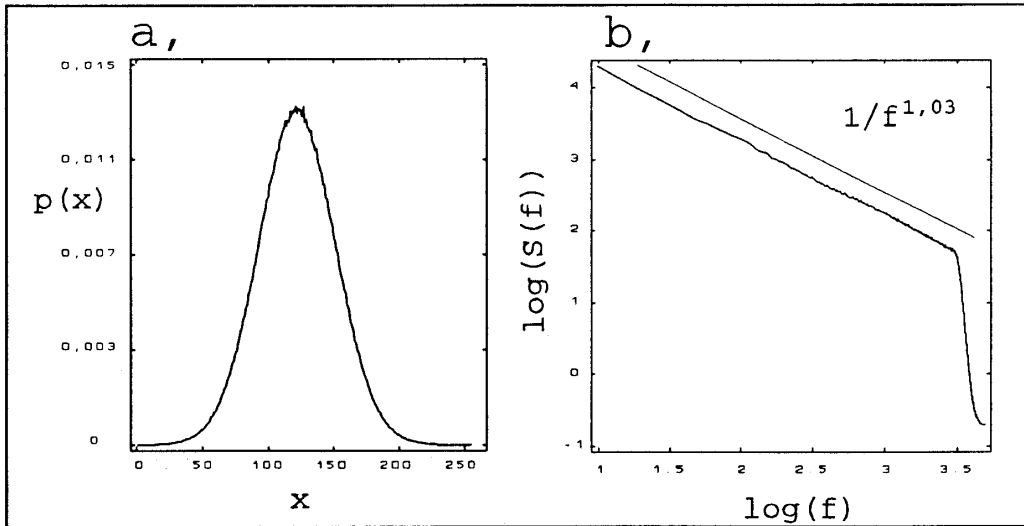 a,
0,015
0,011
p(x)
0,007
0,003
0
0 50 100 150 200 250
x
b,
4
1/f^1,03
3
log(S(f))
2
1
0
-1
1 1.5 2 2.5 3 3.5
log(f)